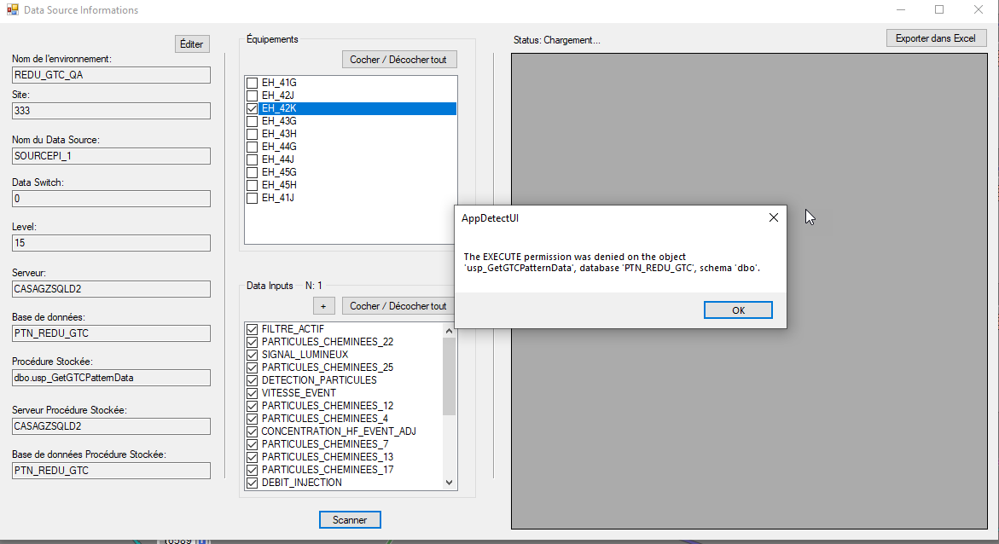 Data Source Informations
Éditer
Nom de l'environnement:
REDU_GTC_QA
Site:
333
Nom du Data Source:
SOURCEPI_1
Data Switch:
0
Level:
15
Serveur:
CASAGZSQLD2
Base de données:
PTN_REDU_GTC
Procédure Stockée:
dbo.usp_GetGTCPatternData
Serveur Procédure Stockée:
CASAGZSQLD2
Base de données Procédure Stockée:
PTN_REDU_GTC
Équipements
Cocher / Décocher tout
EH_41G
EH_42J
EH_42K
EH_43G
EH_43H
EH_44G
EH_44J
EH_45G
EH_45H
EH_41J
Data Inputs N: 1
+ Cocher / Décocher tout
FILTRE_ACTIF
PARTICULES_CHEMINEES_22
SIGNAL_LUMINEUX
PARTICULES_CHEMINEES_25
DETECTION_PARTICULES
VITESSE_EVENT
PARTICULES_CHEMINEES_12
PARTICULES_CHEMINEES_4
CONCENTRATION_HF_EVENT_ADJ
PARTICULES_CHEMINEES_7
PARTICULES_CHEMINEES_13
PARTICULES_CHEMINEES_17
DEBIT_INJECTION
Scanner
Status: Chargement...
Exporter dans Excel
AppDetectUI
The EXECUTE permission was denied on the object
'usp_GetGTCPatternData', database 'PTN_REDU_GTC', schema 'dbo'.
OK